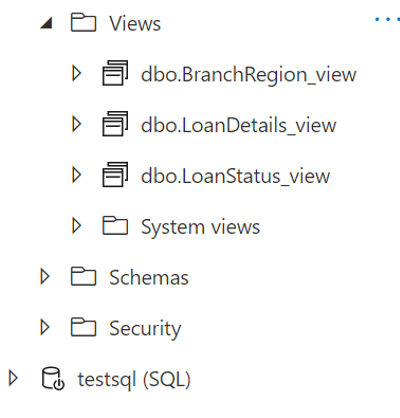 Views
dbo.BranchRegion_view
dbo.LoanDetails_view
dbo.LoanStatus_view
System views
Schemas
Security
testsql (SQL)